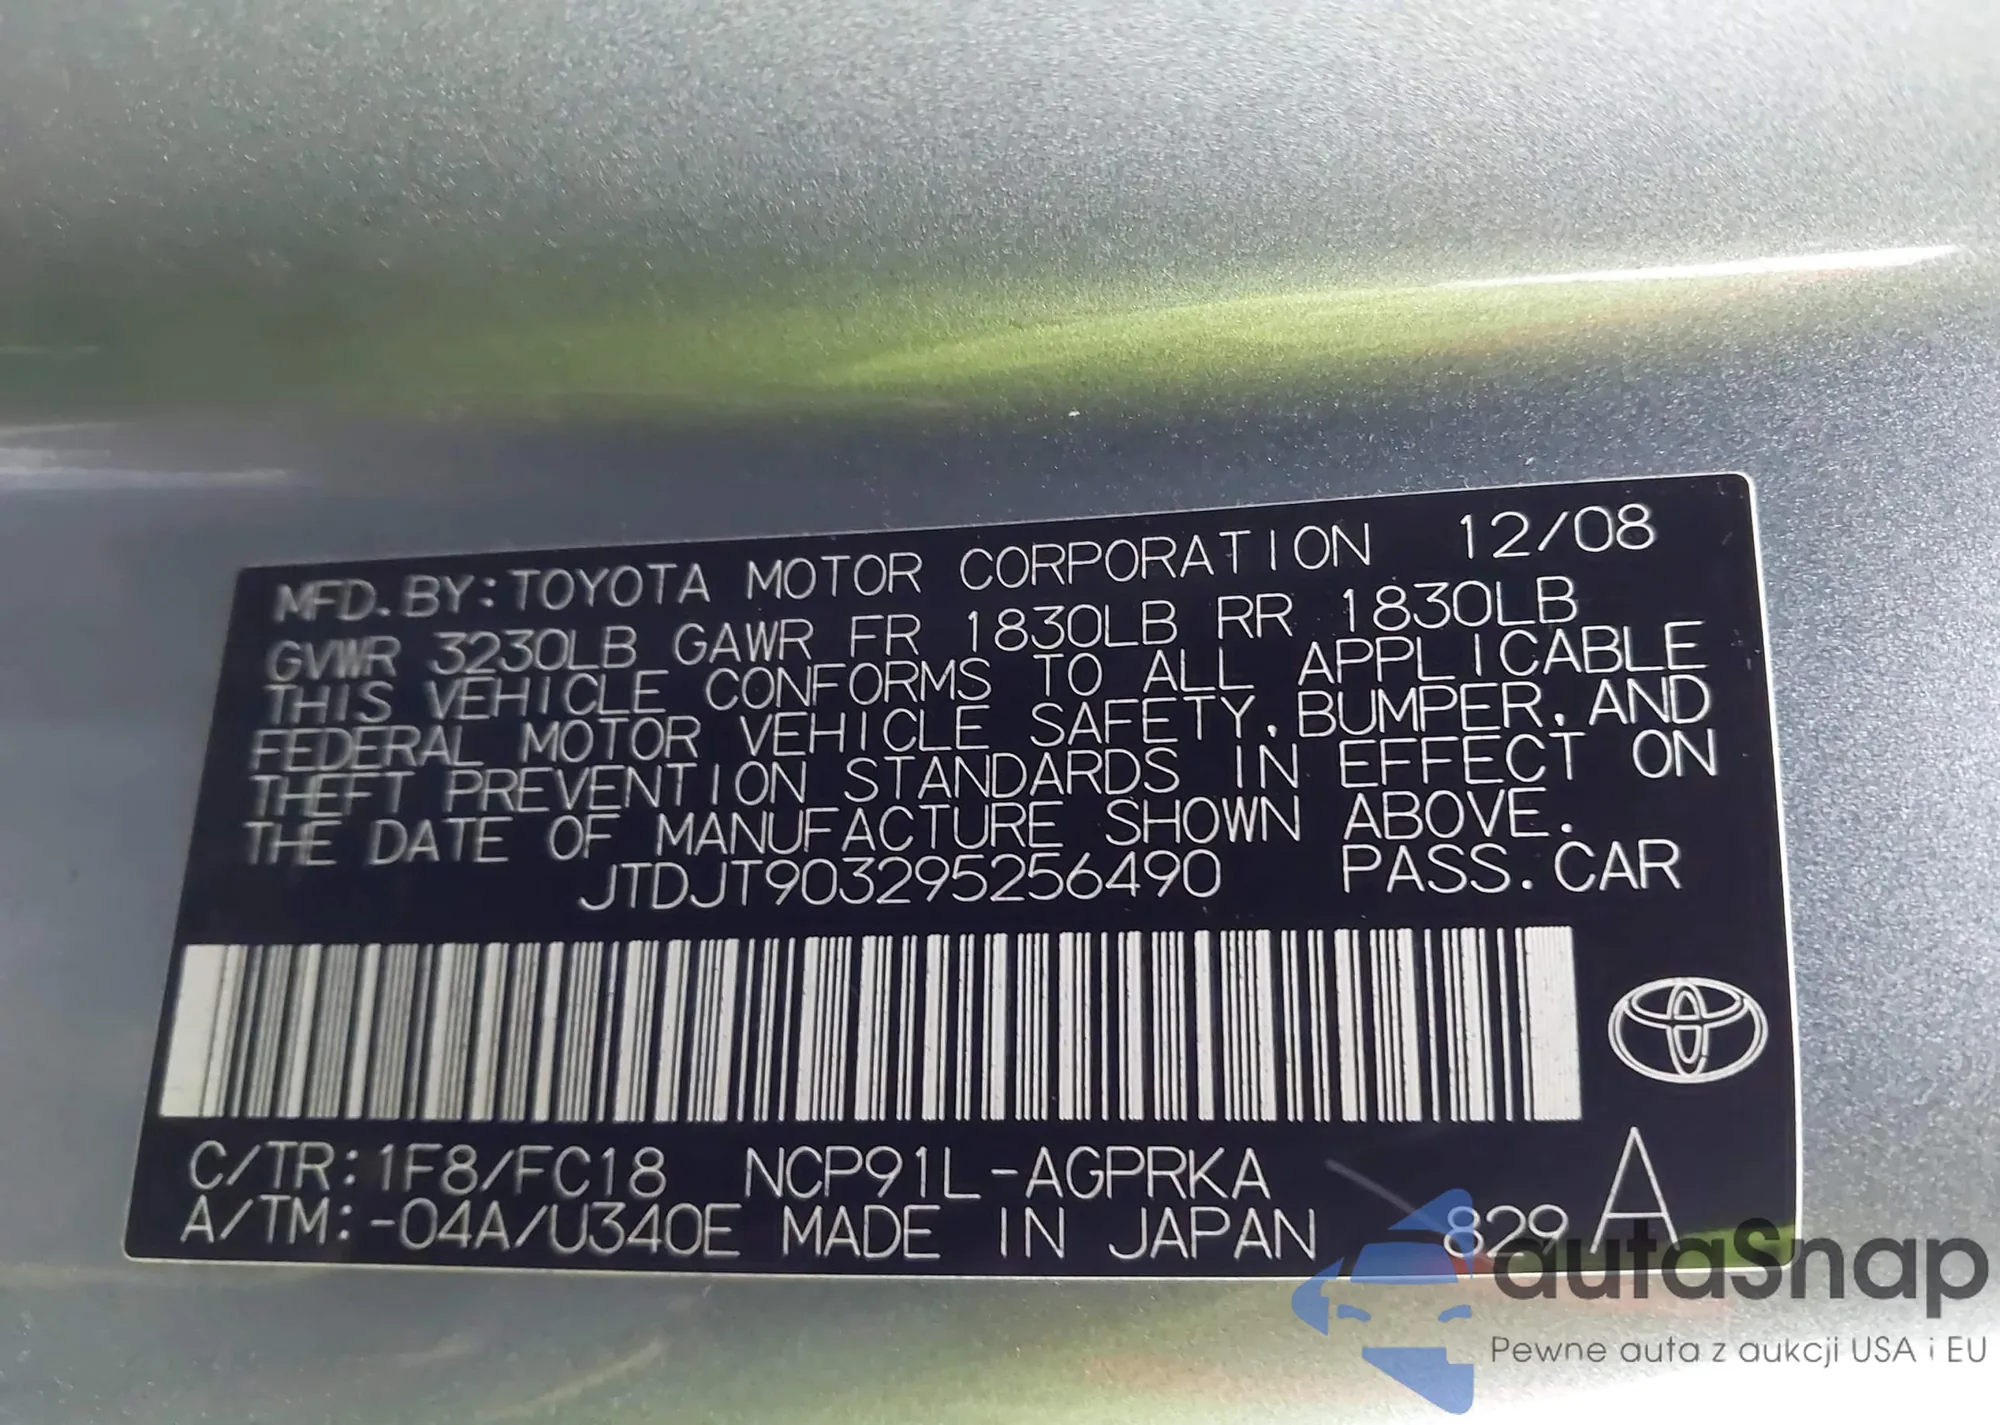 MFD.BY:TOYOTA MOTOR CORPORATION 12/08
GVWR 3230LB GAWR FR 1830LB RR 1830LB
THIS VEHICLE CONFORMS TO ALL APPLICABLE
FEDERAL MOTOR VEHICLE SAFETY, BUMPER, AND
THEFT PREVENTION STANDARDS IN EFFECT ON
THE DATE OF MANUFACTURE SHOWN ABOVE.
JTDJT903295256490 PASS.CAR
C/TR:1F8/FC18 NCP91L-AGPRKA
A/TM:-04A/U340E MADE IN JAPAN 829 A
autaSnap
Pewne auta z aukcji USA i EU